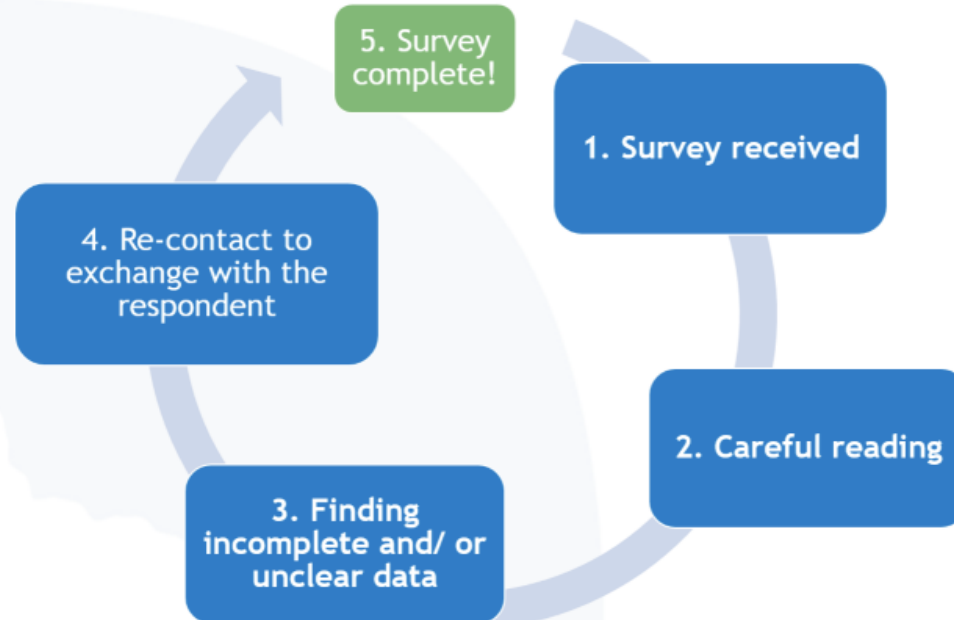 5. Survey
complete!
1. Survey received
2. Careful reading
3. Finding
incomplete and/ or
unclear data
4. Re-contact to
exchange with the
respondent